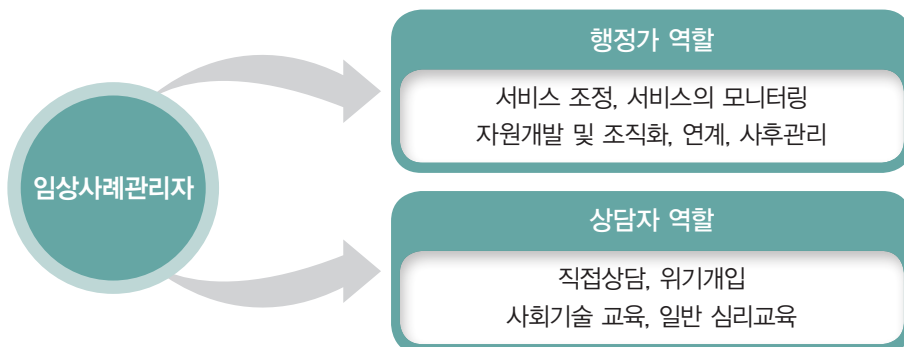 행정가 역할
서비스 조정, 서비스의 모니터링
자원개발 및 조직화, 연계, 사후관리
임상사례관리자
상담자 역할
직접상담, 위기개입
사회기술 교육, 일반 심리교육